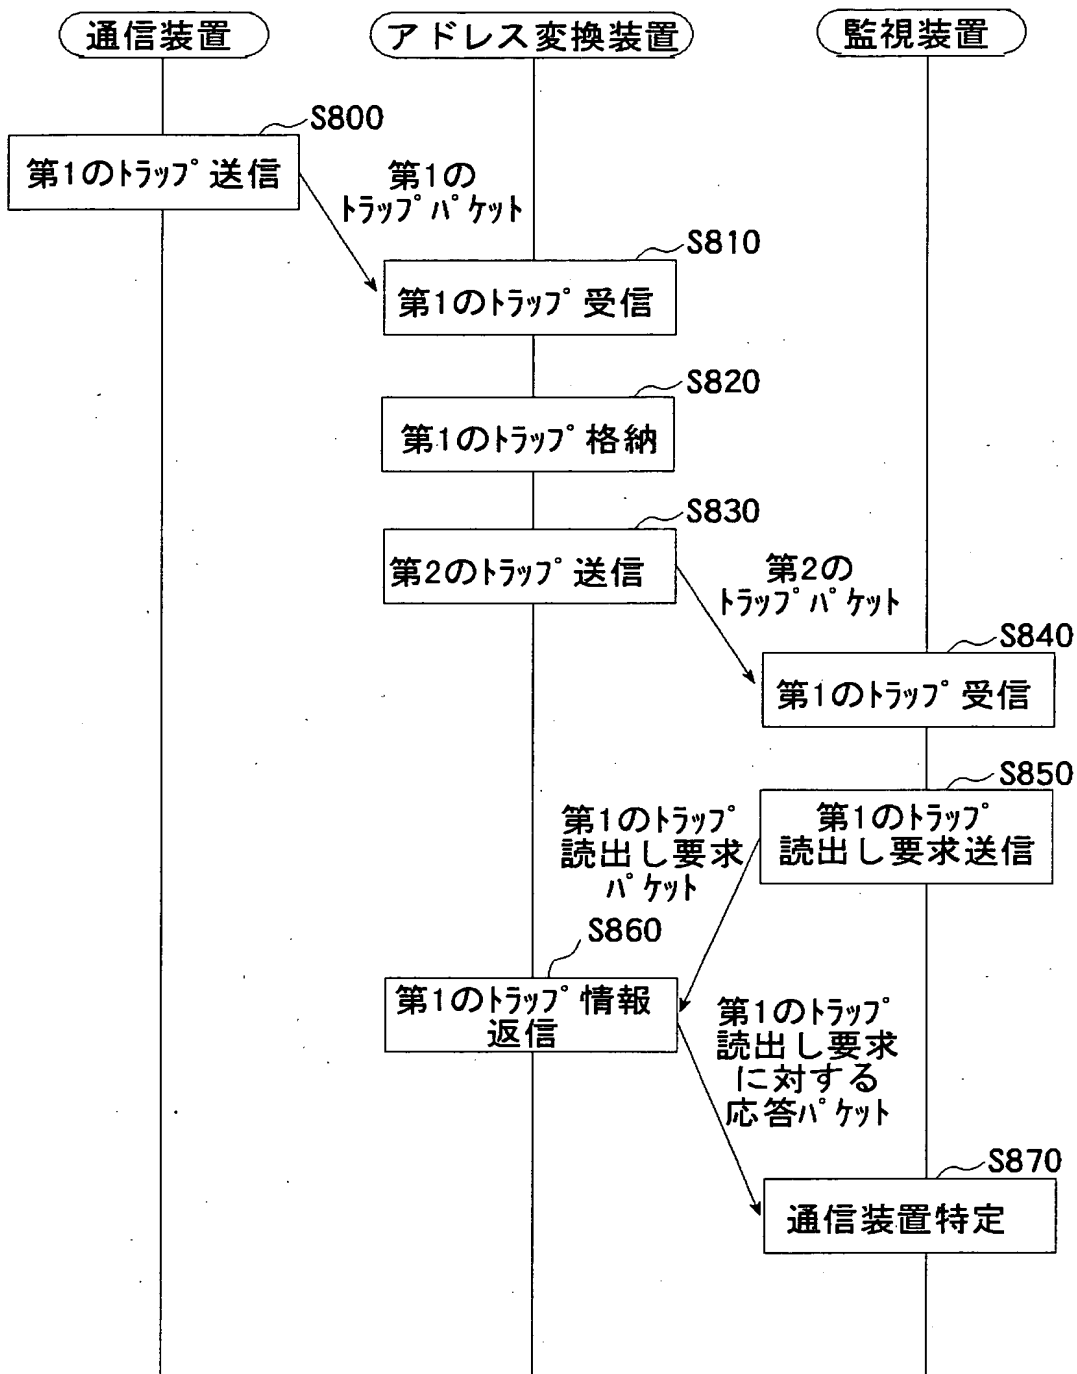 通信装置
アドレス変換装置
監視装置
S800
第1のﾄﾗｯﾌﾟ送信
第1の
ﾄﾗｯﾌﾟﾊﾟｹｯﾄ
S810
第1のﾄﾗｯﾌﾟ受信
S820
第1のﾄﾗｯﾌﾟ格納
S830
第2のﾄﾗｯﾌﾟ送信
第2の
ﾄﾗｯﾌﾟﾊﾟｹｯﾄ
S840
第1のﾄﾗｯﾌﾟ受信
S850
第1のﾄﾗｯﾌﾟ
読出し要求送信
第1のﾄﾗｯﾌﾟ
読出し要求
ﾊﾟｹｯﾄ
S860
第1のﾄﾗｯﾌﾟ情報
返信
第1のﾄﾗｯﾌﾟ
読出し要求
に対する
応答ﾊﾟｹｯﾄ
S870
通信装置特定